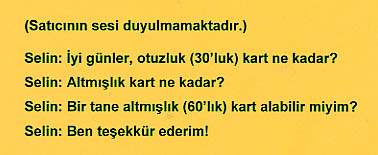 (Satıcının sesi duyulmamaktadır.)
Selin: İyi günler, otuzluk (30’luk) kart ne kadar?
Selin: Altmışlık kart ne kadar?
Selin: Bir tane altmışlık (60’lık) kart alabilir miyim?
Selin: Ben teşekkür ederim!